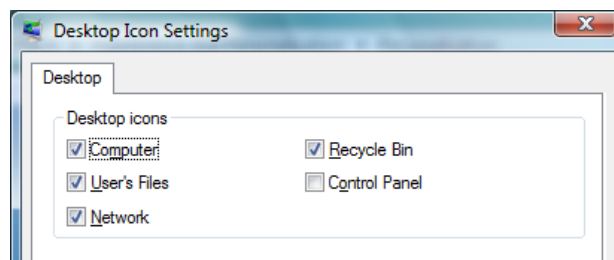 Desktop Icon Settings
Desktop
Desktop icons
Computer
Recycle Bin
User's Files
Control Panel
Network